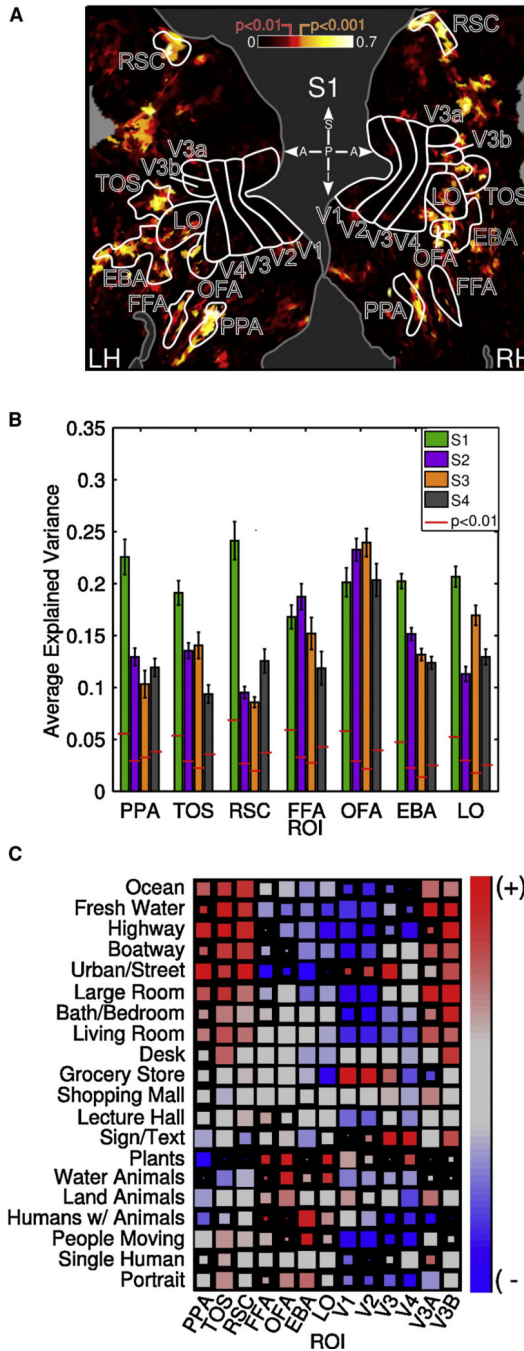 A
p<0.01 p<0.001
0 0.7
S1
S
A P A
I
RSC
RSC
V3a
V3b
TOS
LO
EBA
FFA
OFA
PPA
V4 V3 V2 V1
V3a
V3b
LO
TOS
EBA
V1 V2 V3 V4
OFA
FFA
PPA
LH
RH
B
Average Explained Variance
0.35
0.3
0.25
0.2
0.15
0.1
0.05
0
S1
S2
S3
S4
p<0.01
PPA TOS RSC FFA OFA EBA LO
ROI
C
Ocean
Fresh Water
Highway
Boatway
Urban/Street
Large Room
Bath/Bedroom
Living Room
Desk
Grocery Store
Shopping Mall
Lecture Hall
Sign/Text
Plants
Water Animals
Land Animals
Humans w/ Animals
People Moving
Single Human
Portrait
PPA TOS RSC FFA OFA EBA LO V1 V2 V3 V4 V3A V3B
ROI
(+)
(-